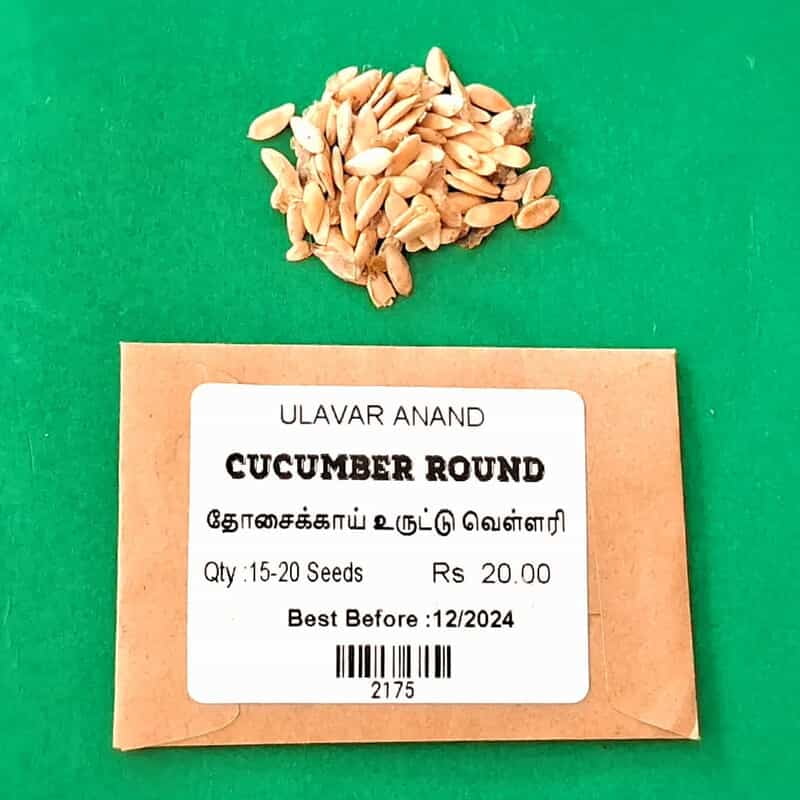 ULAVAR ANAND
CUCUMBER ROUND
தோசைக்காய் உருட்டு வெள்ளரி
Qty :15-20 Seeds Rs 20.00
Best Before :12/2024
2175